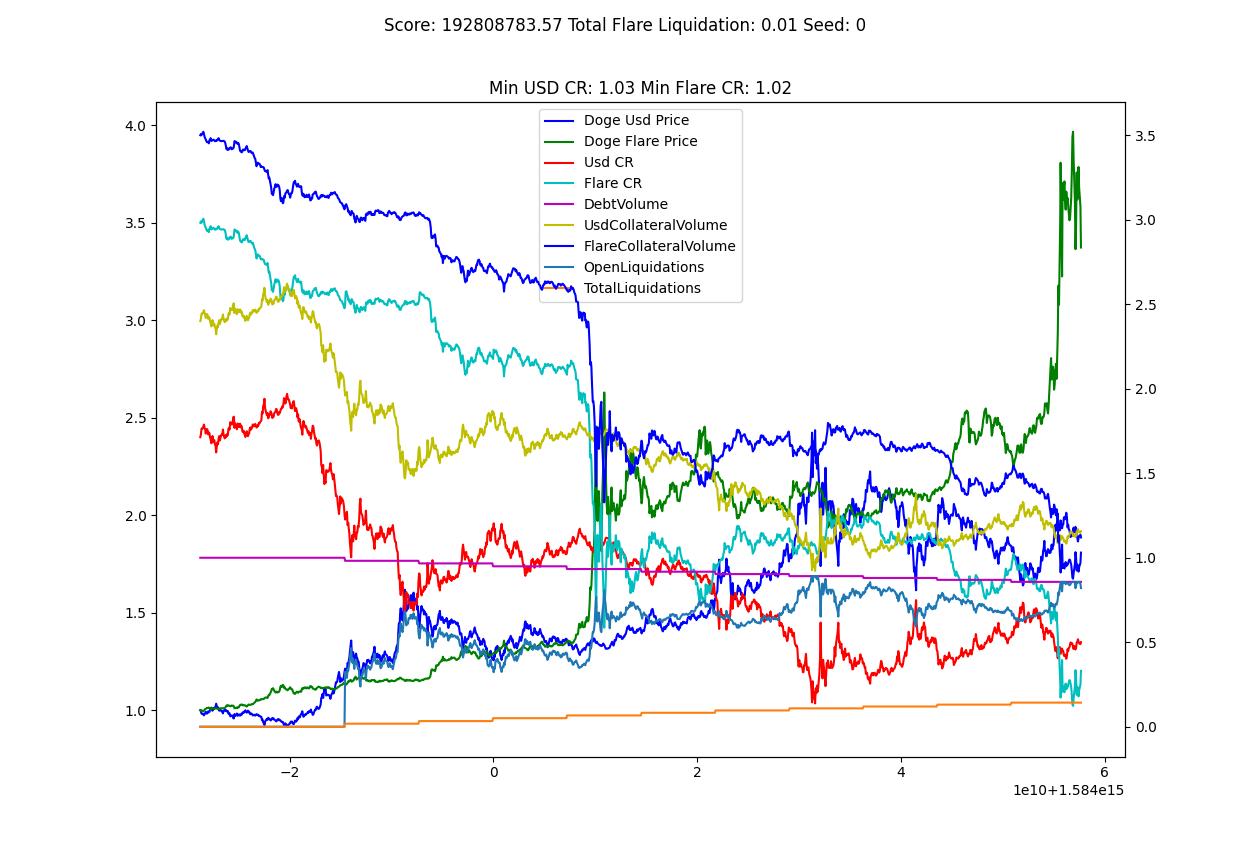 Score: 192808783.57 Total Flare Liquidation: 0.01 Seed: 0
Min USD CR: 1.03 Min Flare CR: 1.02
Doge Usd Price
Doge Flare Price
Usd CR
Flare CR
DebtVolume
UsdCollateralVolume
FlareCollateralVolume
OpenLiquidations
TotalLiquidations
4.0
3.5
3.0
2.5
2.0
1.5
1.0
3.5
3.0
2.5
2.0
1.5
1.0
0.5
0.0
−2 0 2 4 6
1e10+1.584e15